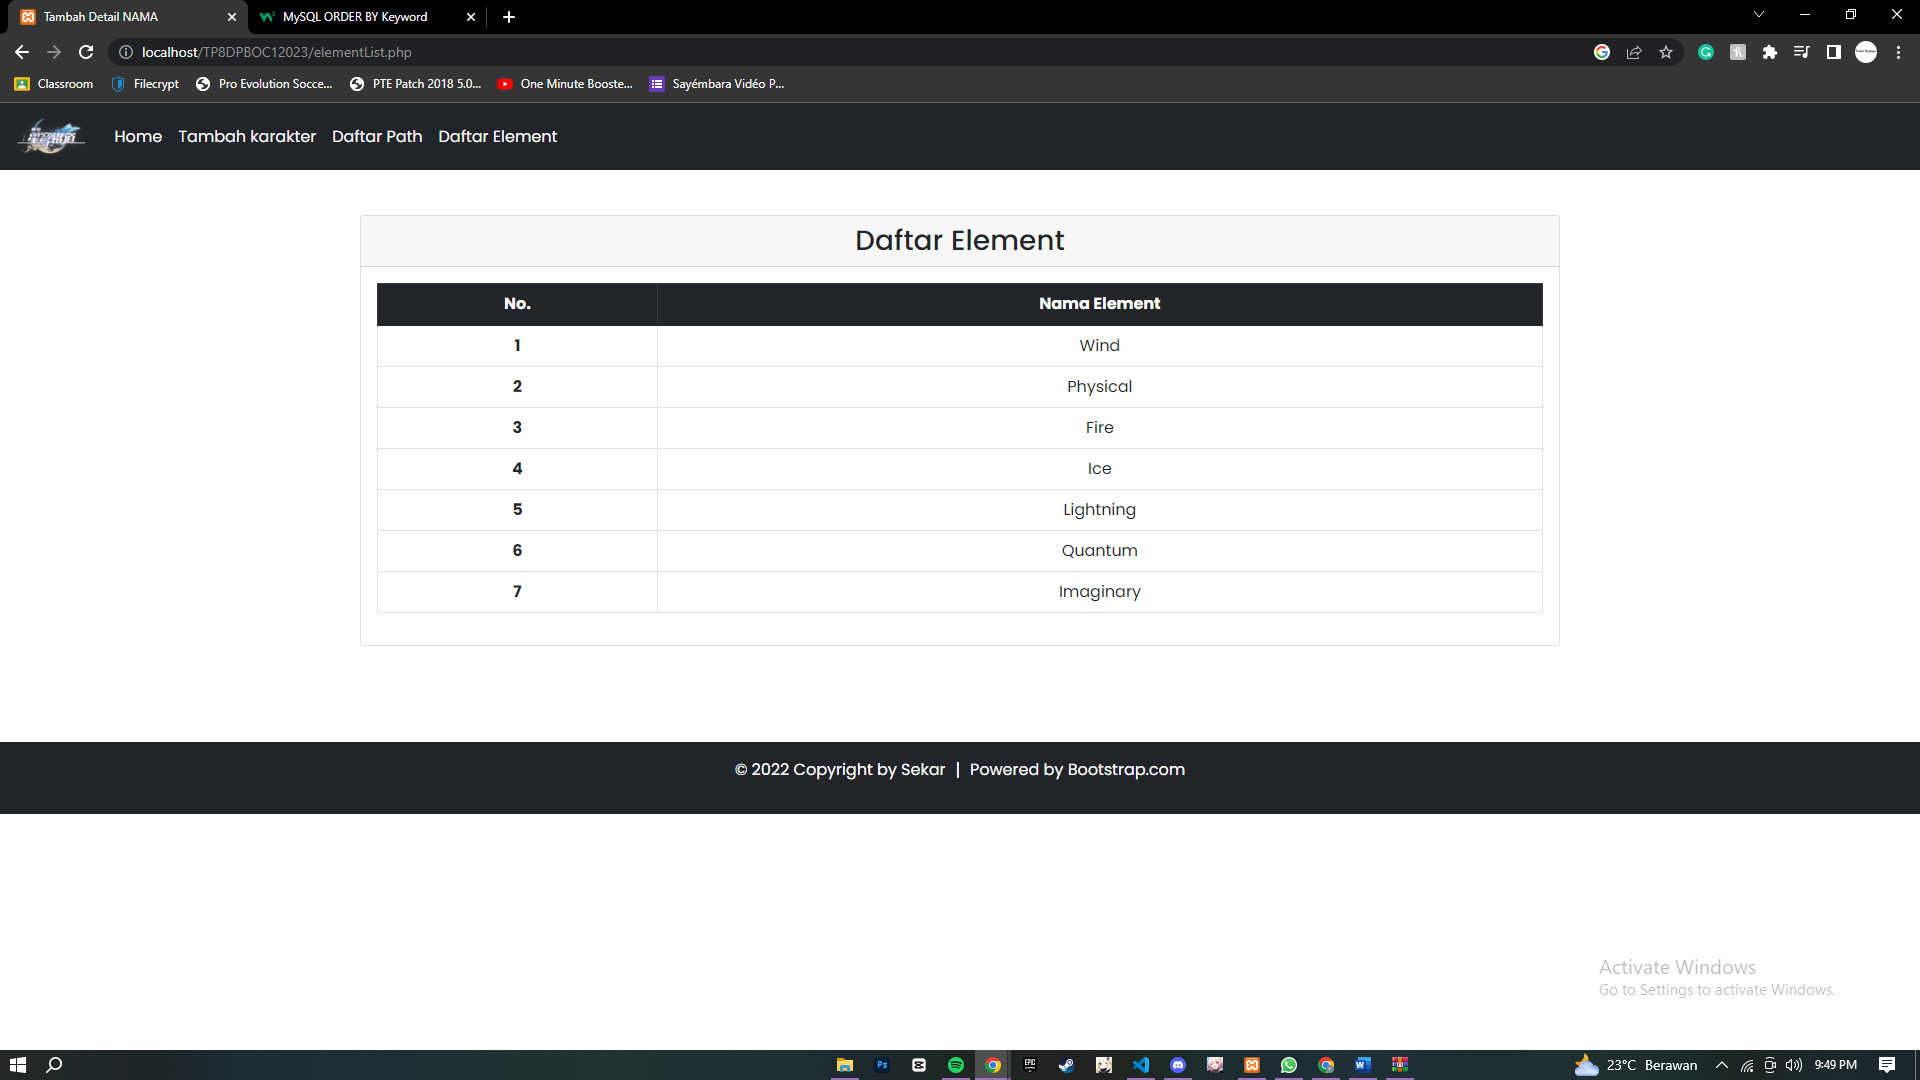 Tambah Detail NAMA
MySQL ORDER BY Keyword
localhost/TP8DPBOC12023/elementList.php
Classroom
Filecrypt
Pro Evolution Socce...
PTE Patch 2018 5.0...
One Minute Booste...
Sayémbara Vidéo P...
Home
Tambah karakter
Daftar Path
Daftar Element
Daftar Element
No.
Nama Element
1
Wind
2
Physical
3
Fire
4
Ice
5
Lightning
6
Quantum
7
Imaginary
© 2022 Copyright by Sekar | Powered by Bootstrap.com
Activate Windows
Go to Settings to activate Windows.
23°C Berawan
9:49 PM